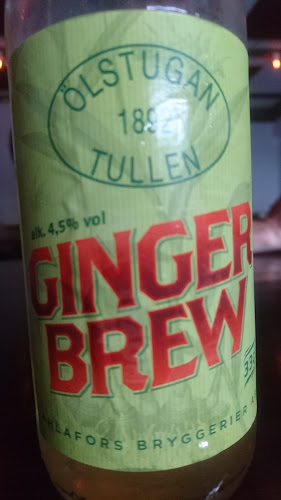 ÖLSTUGAN
TULLEN
alk. 4,5% vol
GINGER
BREW
BRYGGERIER